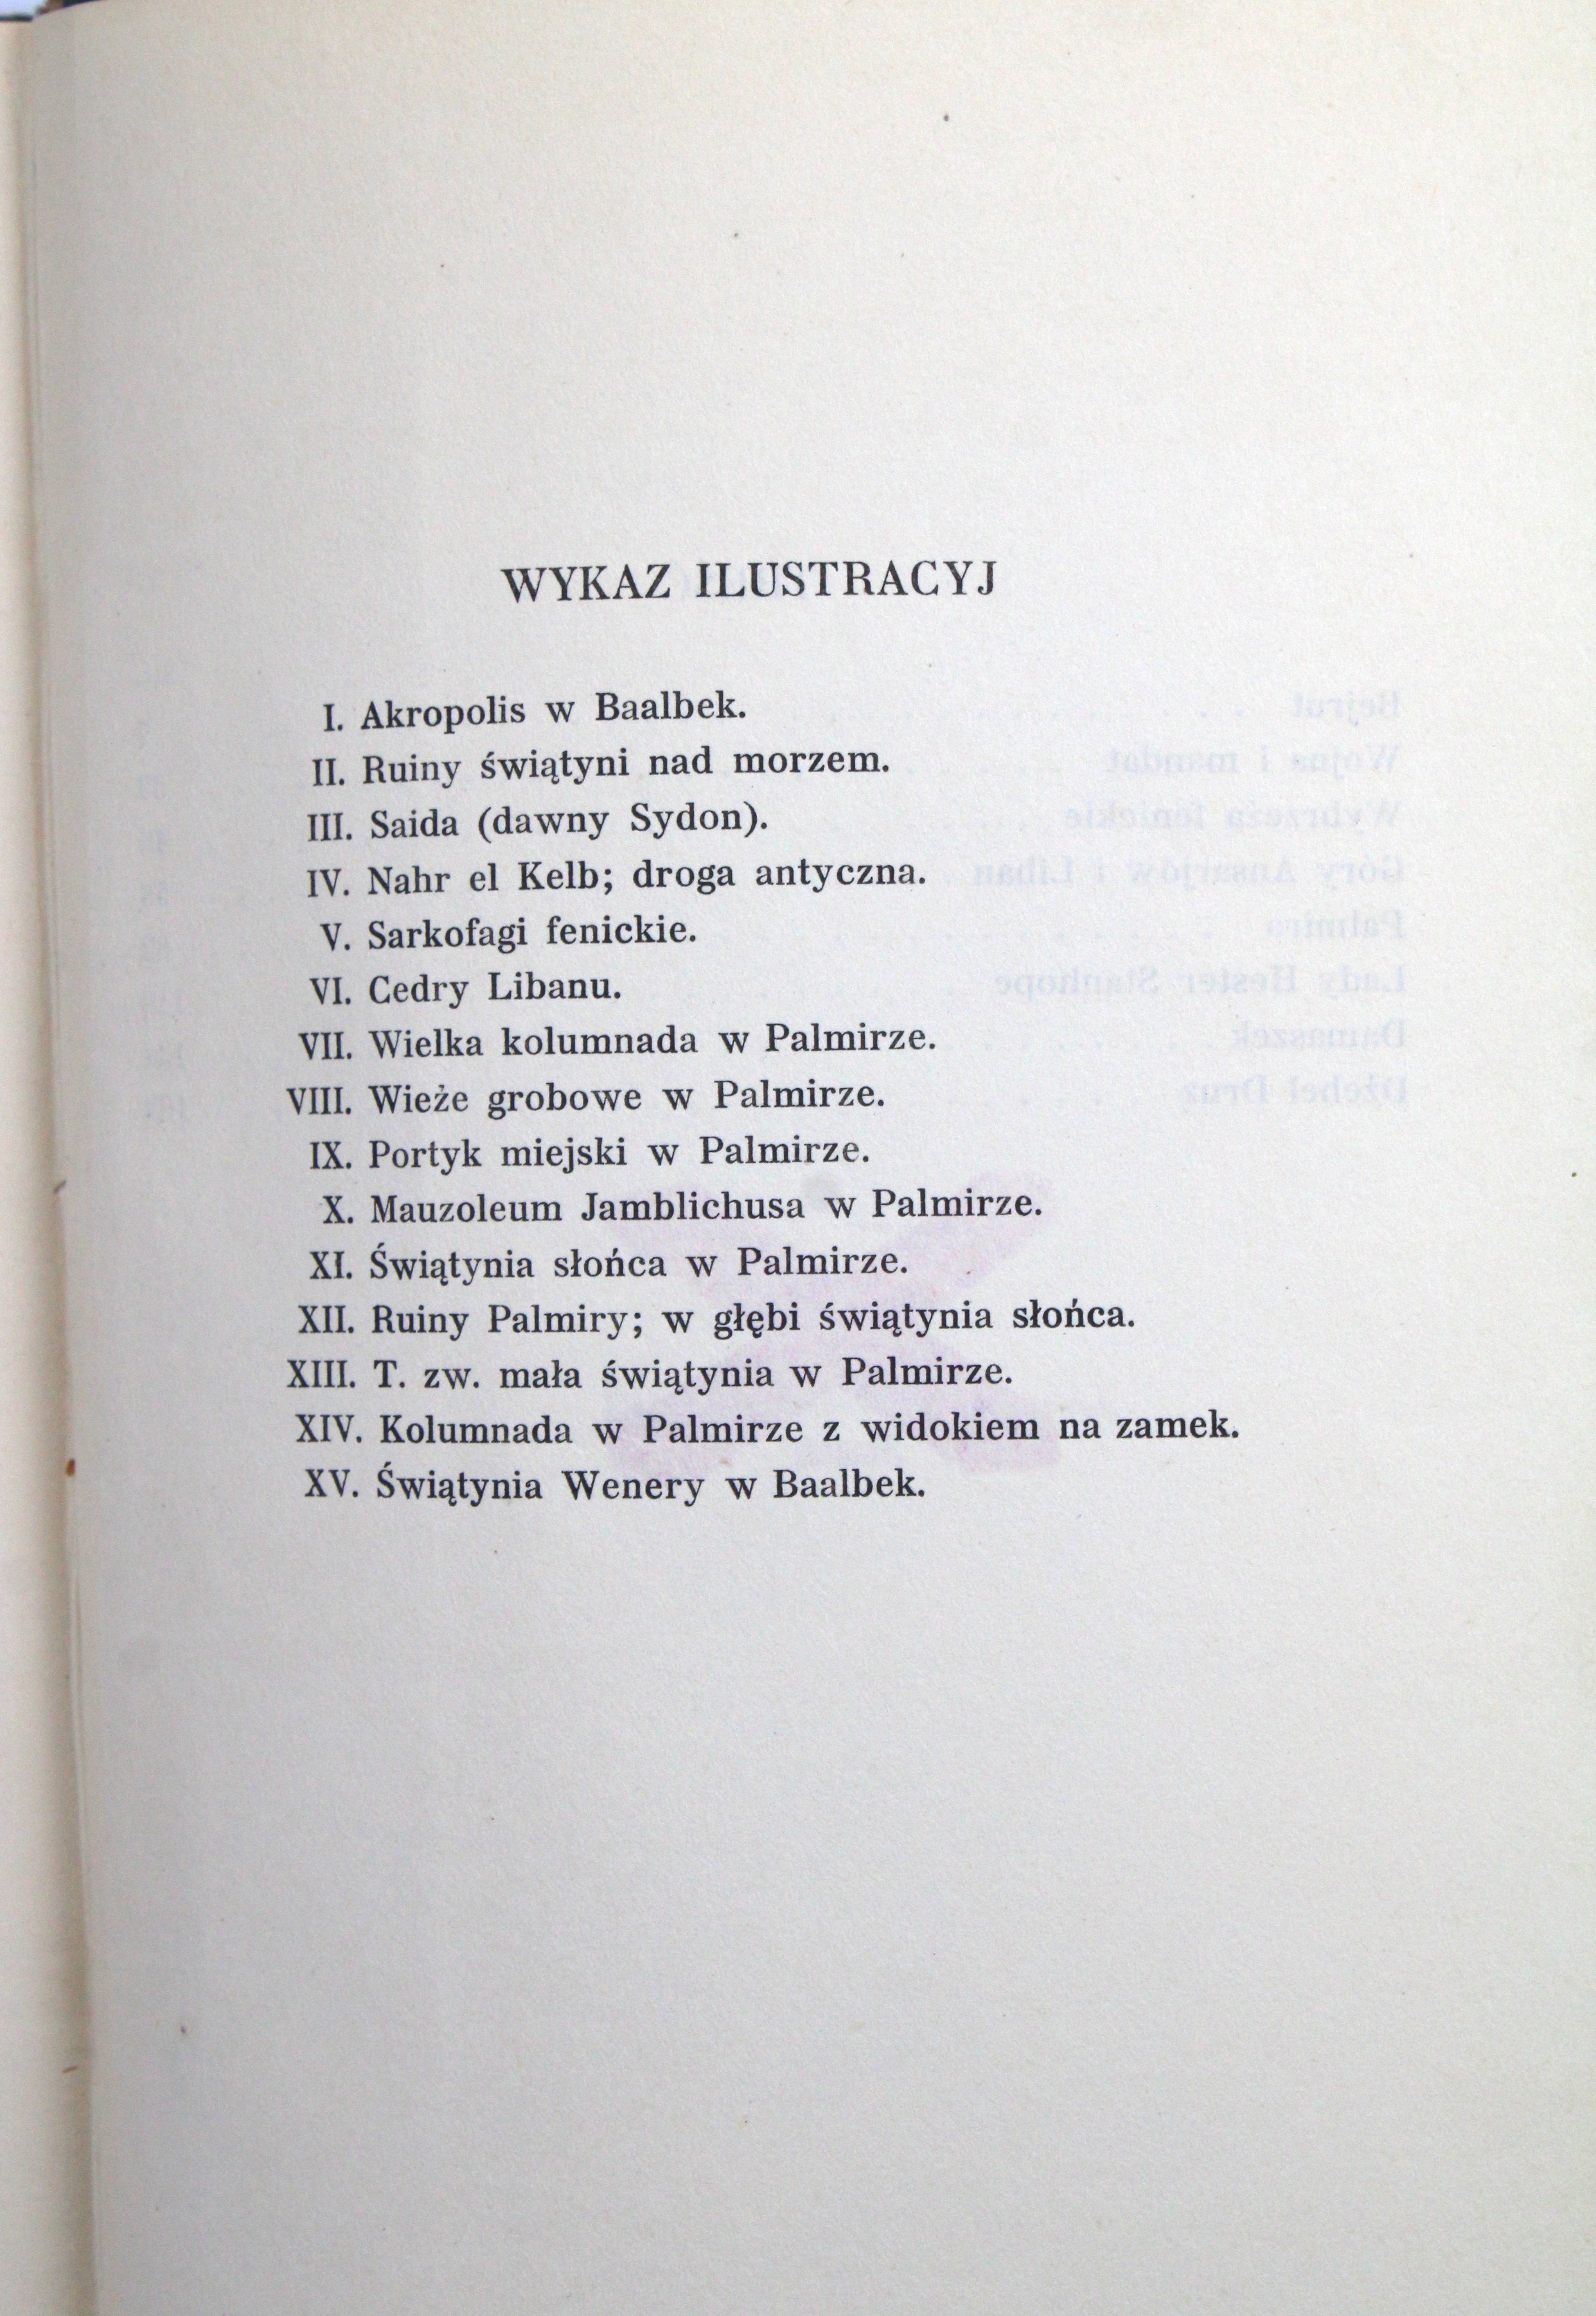 WYKAZ ILUSTRACYJ
I. Akropolis w Baalbek.
II. Ruiny świątyni nad morzem.
III. Saida (dawny Sydon).
IV. Nahr el Kelb; droga antyczna.
V. Sarkofagi fenickie.
VI. Cedry Libanu.
VII. Wielka kolumnada w Palmirze.
VIII. Wieże grobowe w Palmirze.
IX. Portyk miejski w Palmirze.
X. Mauzoleum Jamblichusa w Palmirze.
XI. Świątynia słońca w Palmirze.
XII. Ruiny Palmiry; w głębi świątynia słońca.
XIII. T. zw. mała świątynia w Palmirze.
XIV. Kolumnada w Palmirze z widokiem na zamek.
XV. Świątynia Wenery w Baalbek.